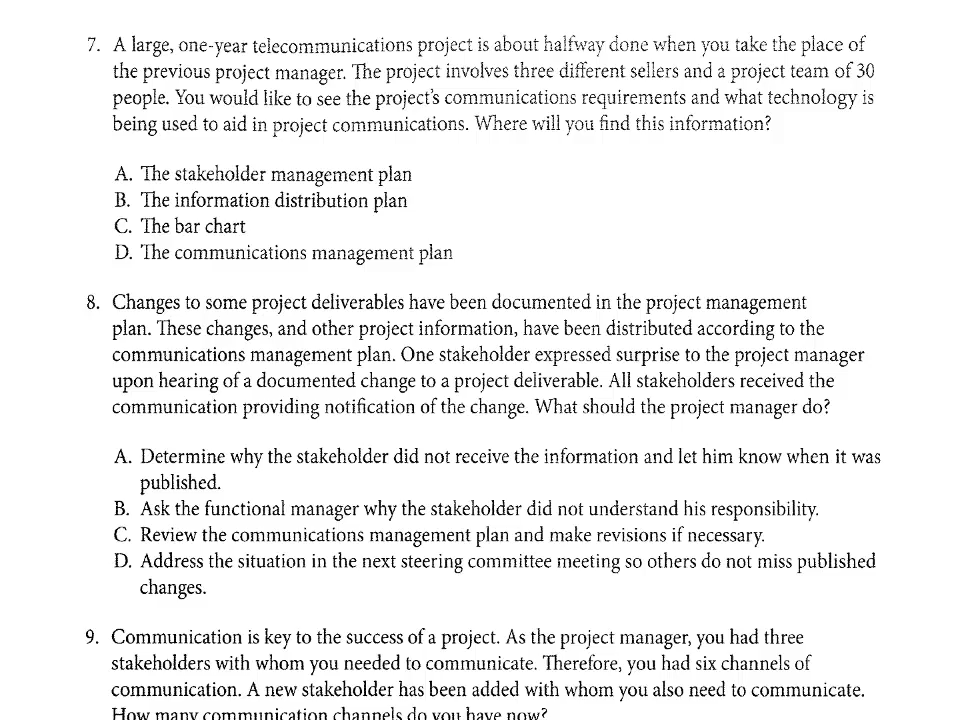 7. A large, one-year telecommunications project is about halfway done when you take the place of
the previous project manager. The project involves three different sellers and a project team of 30
people. You would like to see the project's communications requirements and what technology is
being used to aid in project communications. Where will you find this information?
A. The stakeholder management plan
B. The information distribution plan
C. The bar chart
D. The communications management plan
8. Changes to some project deliverables have been documented in the project management
plan. These changes, and other project information, have been distributed according to the
communications management plan. One stakeholder expressed surprise to the project manager
upon hearing of a documented change to a project deliverable. All stakeholders received the
communication providing notification of the change. What should the project manager do?
A. Determine why the stakeholder did not receive the information and let him know when it was
published.
B. Ask the functional manager why the stakeholder did not understand his responsibility.
C. Review the communications management plan and make revisions if necessary.
D. Address the situation in the next steering committee meeting so others do not miss published
changes.
9. Communication is key to the success of a project. As the project manager, you had three
stakeholders with whom you needed to communicate. Therefore, you had six channels of
communication. A new stakeholder has been added with whom you also need to communicate.
How many communication channels do you have now?